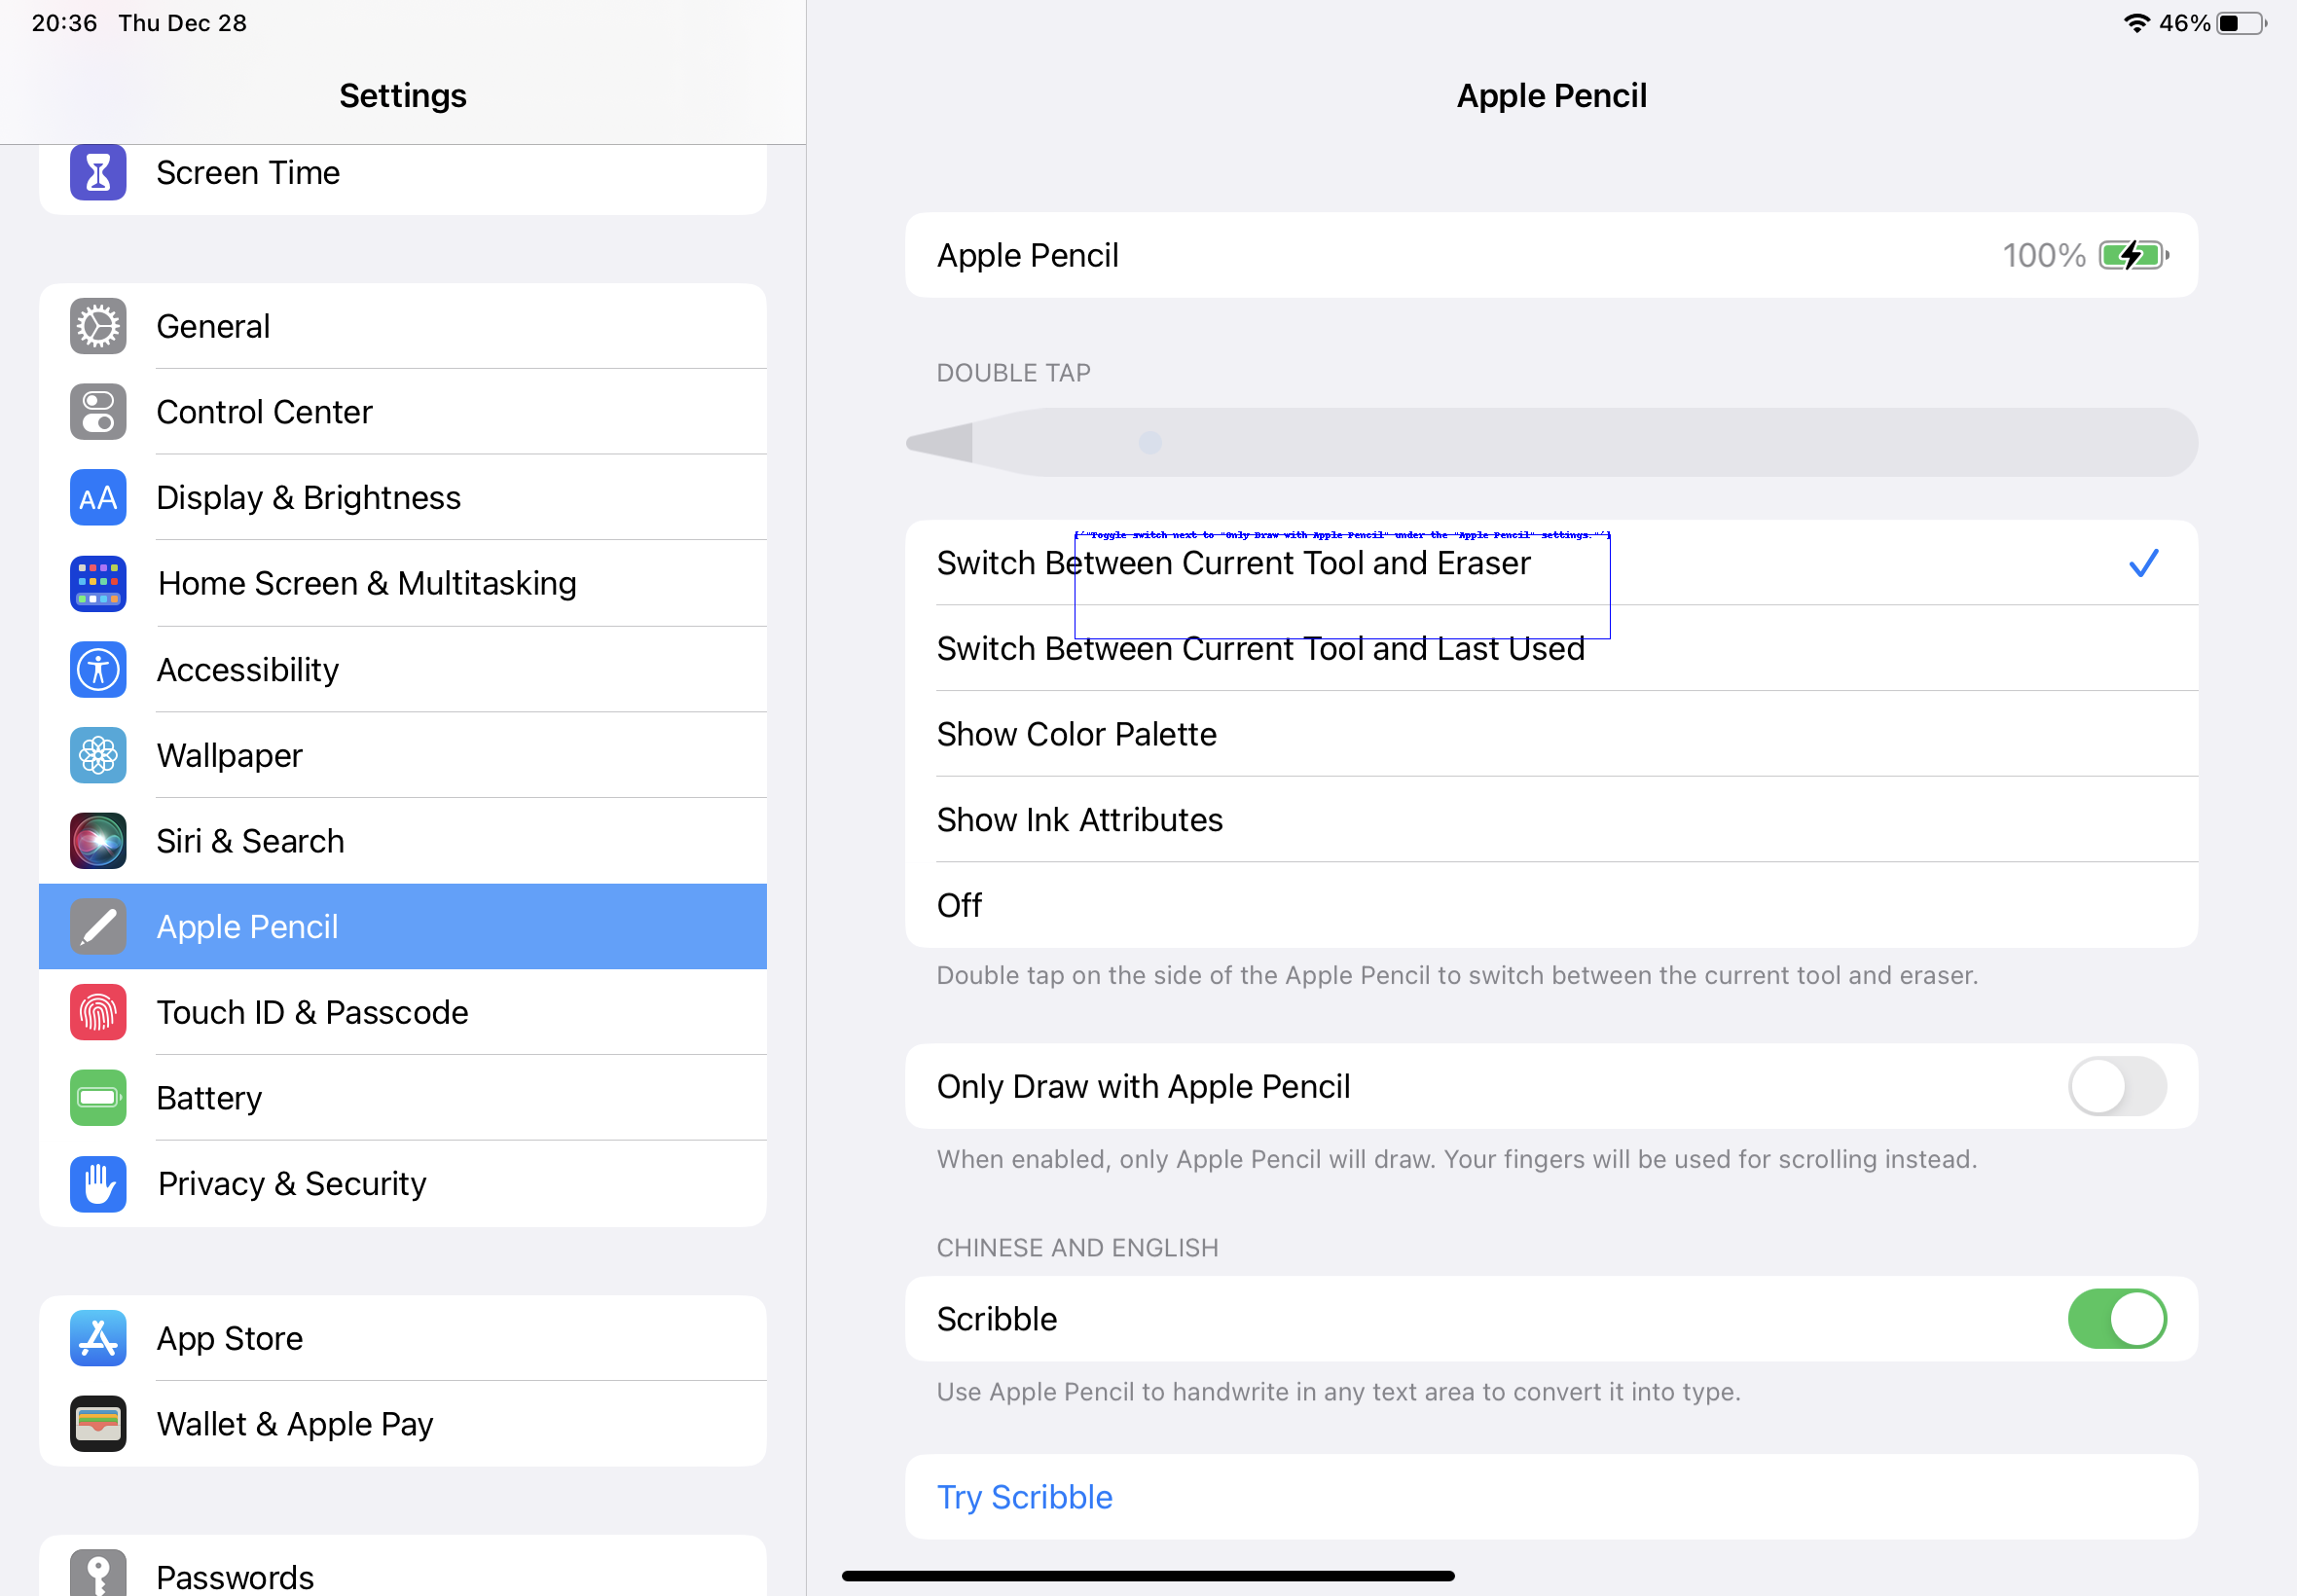 20:36 Thu Dec 28
46%
Settings
Screen Time
General
Control Center
AA
Display & Brightness
Home Screen & Multitasking
Accessibility
Wallpaper
Siri & Search
Apple Pencil
Touch ID & Passcode
Battery
Privacy & Security
App Store
Wallet & Apple Pay
Passwords
Apple Pencil
Apple Pencil 100%
DOUBLE TAP
['"Toggle switch next to "Only Draw with Apple Pencil" under the "Apple Pencil" settings."']
Switch Between Current Tool and Eraser
Switch Between Current Tool and Last Used
Show Color Palette
Show Ink Attributes
Off
Double tap on the side of the Apple Pencil to switch between the current tool and eraser.
Only Draw with Apple Pencil
When enabled, only Apple Pencil will draw. Your fingers will be used for scrolling instead.
CHINESE AND ENGLISH
Scribble
Use Apple Pencil to handwrite in any text area to convert it into type.
Try Scribble